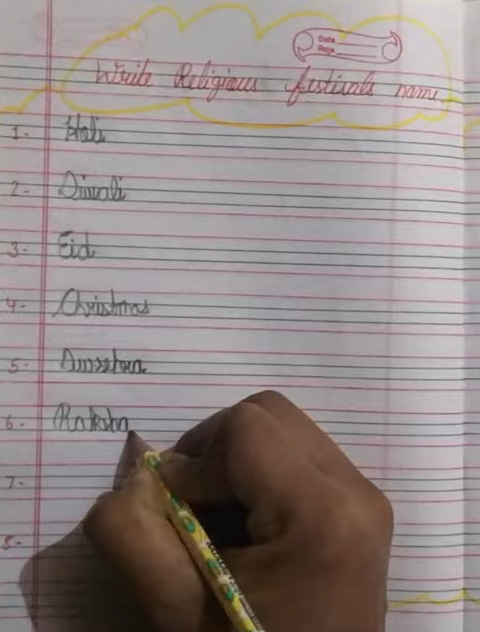 Date
Page
Write Religious festivals name.
1- Holi
2- Diwali
3- Eid
4- Christmas
5- Dussehra
6- Raksha
7-
8-